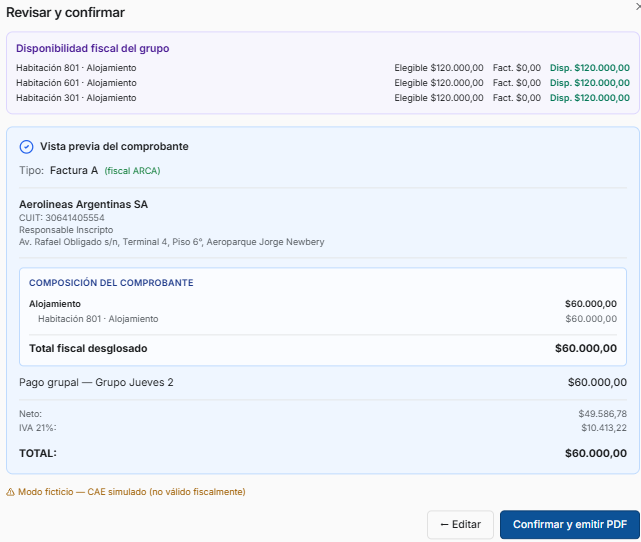 Revisar y confirmar
Disponibilidad fiscal del grupo
Habitación 801 · Alojamiento Elegible $120.000,00 Fact. $0,00 Disp. $120.000,00
Habitación 601 · Alojamiento Elegible $120.000,00 Fact. $0,00 Disp. $120.000,00
Habitación 301 · Alojamiento Elegible $120.000,00 Fact. $0,00 Disp. $120.000,00
Vista previa del comprobante
Tipo: Factura A (fiscal ARCA)
Aerolineas Argentinas SA
CUIT: 30641405554
Responsable Inscripto
Av. Rafael Obligado s/n, Terminal 4, Piso 6°, Aeroparque Jorge Newbery
COMPOSICIÓN DEL COMPROBANTE
Alojamiento $60.000,00
Habitación 801 · Alojamiento $60.000,00
Total fiscal desglosado $60.000,00
Pago grupal — Grupo Jueves 2 $60.000,00
Neto: $49.586,78
IVA 21%: $10.413,22
TOTAL: $60.000,00
Modo ficticio — CAE simulado (no válido fiscalmente)
← Editar Confirmar y emitir PDF